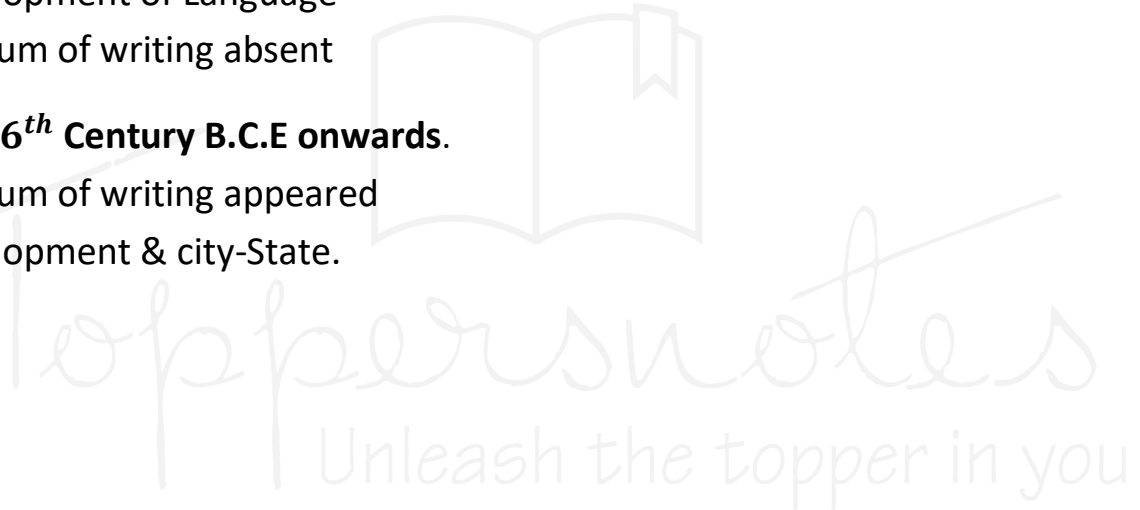 opment of Language
um of writing absent
6th Century B.C.E onwards.
um of writing appeared
opment & city-State.
Toppersnotes
Unleash the topper in you